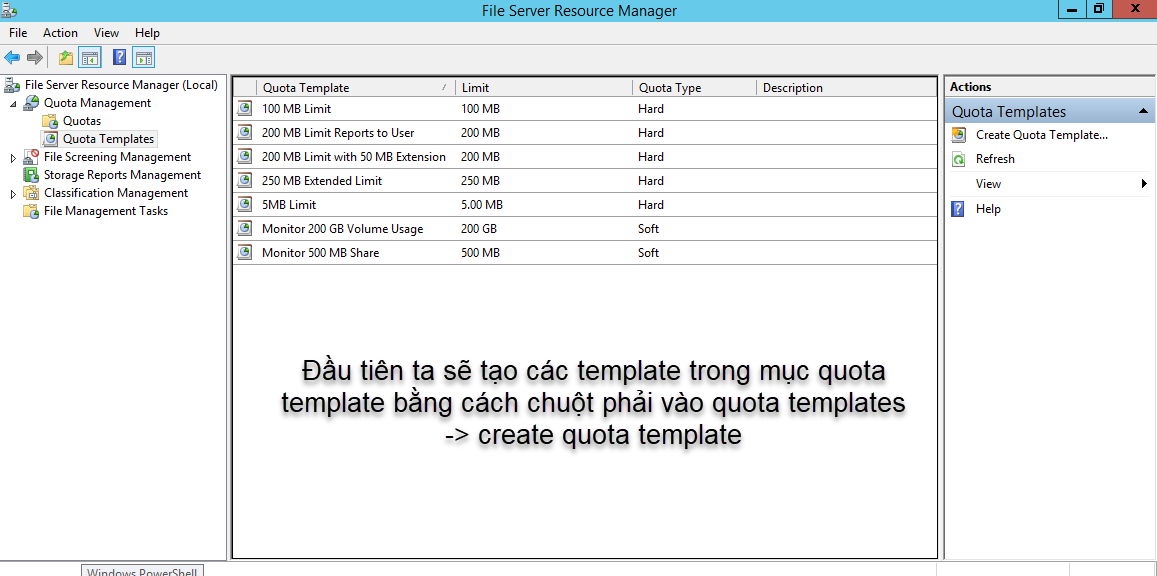 File Server Resource Manager
File Action View Help
File Server Resource Manager (Local)
Quota Management
Quotas
Quota Templates
File Screening Management
Storage Reports Management
Classification Management
File Management Tasks
Quota Template Limit Quota Type Description
100 MB Limit 100 MB Hard
200 MB Limit Reports to User 200 MB Hard
200 MB Limit with 50 MB Extension 200 MB Hard
250 MB Extended Limit 250 MB Hard
5MB Limit 5.00 MB Hard
Monitor 200 GB Volume Usage 200 GB Soft
Monitor 500 MB Share 500 MB Soft
Đầu tiên ta sẽ tạo các template trong mục quota
template bằng cách chuột phải vào quota templates
-> create quota template
Actions
Quota Templates
Create Quota Template...
Refresh
View
Help
Windows PowerShell